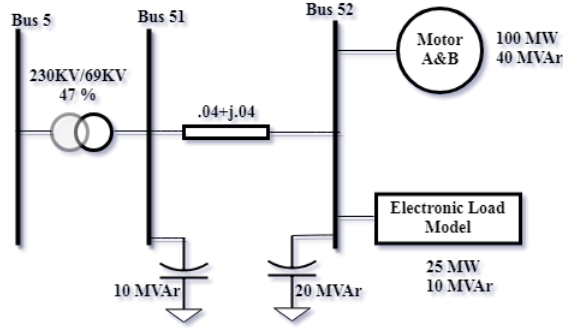 Bus 5
Bus 51
Bus 52
230KV/69KV
47 %
.04+j.04
Motor
A&B
100 MW
40 MVAr
Electronic Load
Model
25 MW
10 MVAr
10 MVAr
20 MVAr